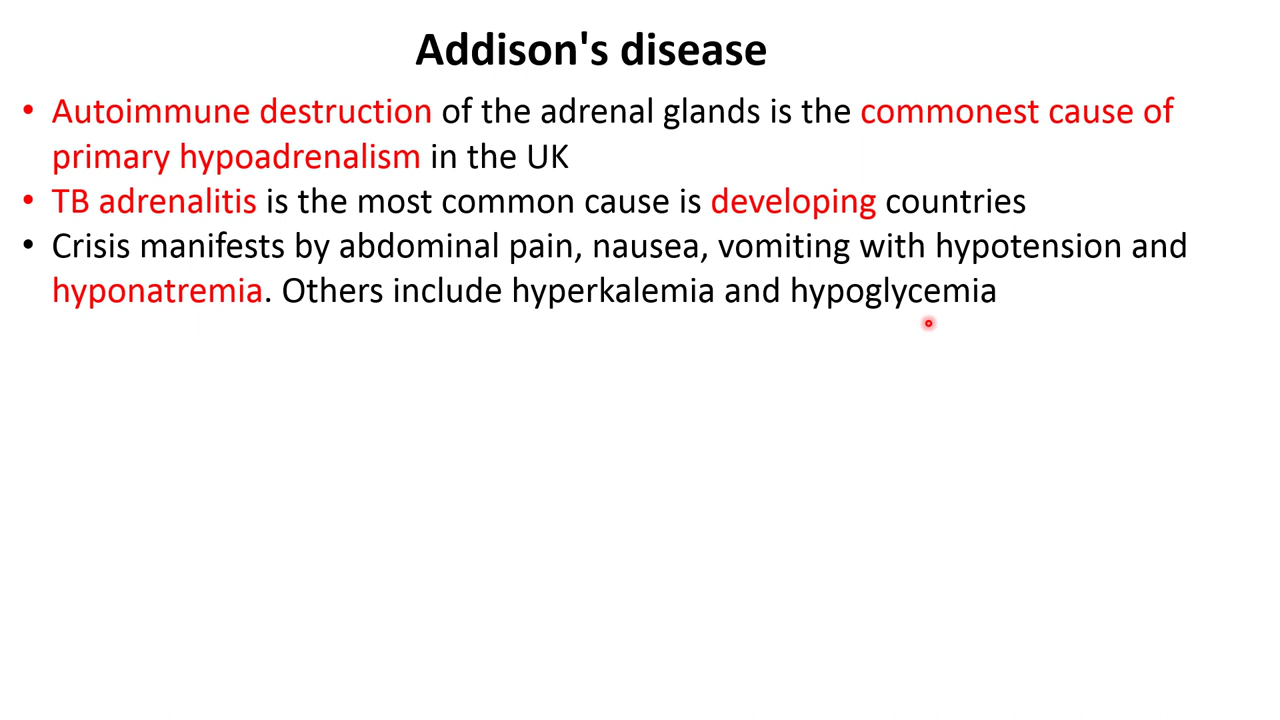 Addison's disease
• Autoimmune destruction of the adrenal glands is the commonest cause of
primary hypoadrenalism in the UK
• TB adrenalitis is the most common cause is developing countries
• Crisis manifests by abdominal pain, nausea, vomiting with hypotension and
hyponatremia. Others include hyperkalemia and hypoglycemia